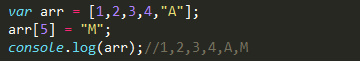 var arr = [1,2,3,4,"A"];
arr[5] = "M";
console.log(arr);//1,2,3,4,A,M